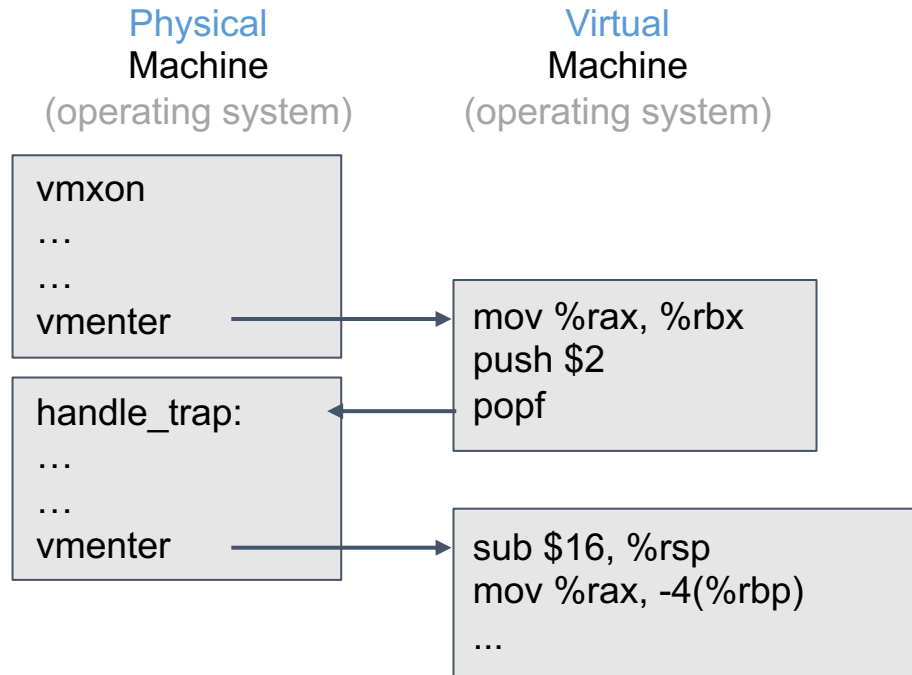 Physical
Machine
(operating system)
Virtual
Machine
(operating system)
vmxon
…
…
vmenter
mov %rax, %rbx
push $2
popf
handle_trap:
…
…
vmenter
sub $16, %rsp
mov %rax, -4(%rbp)
...